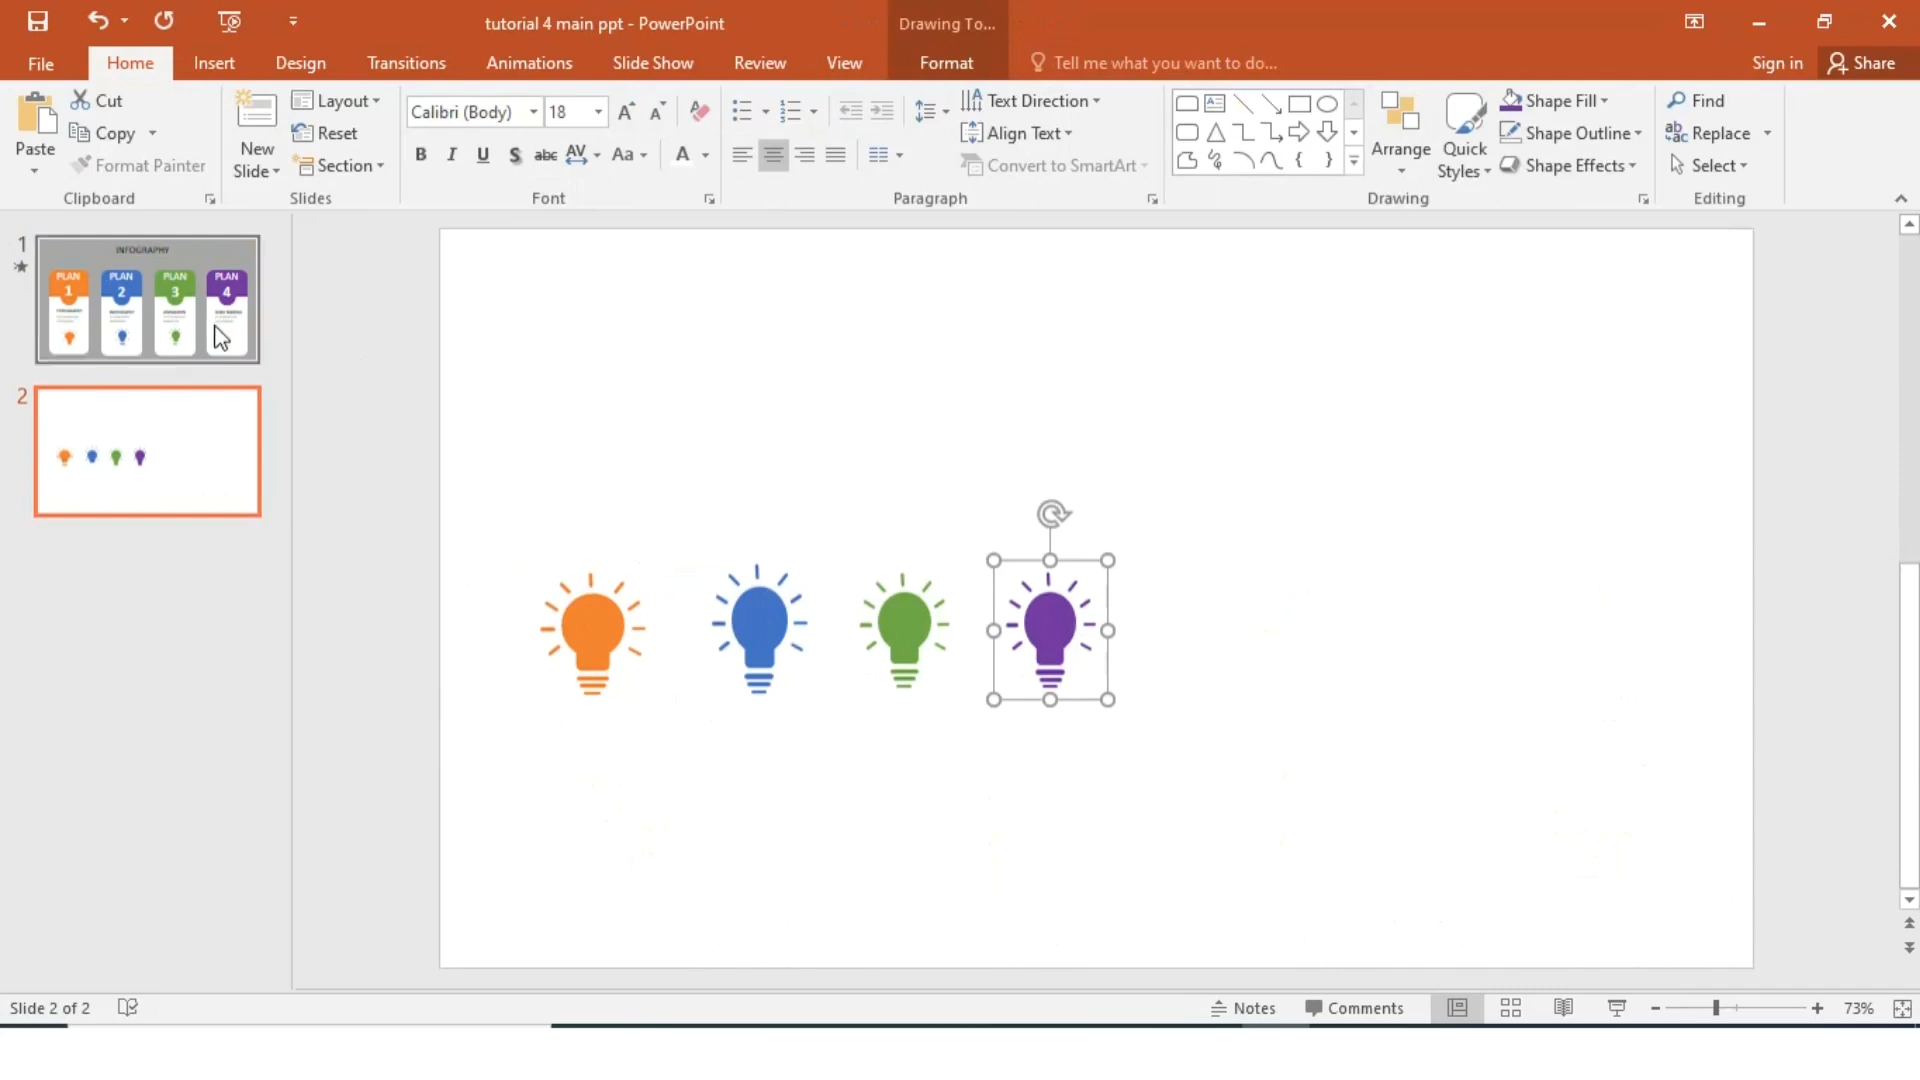 tutorial 4 main ppt - PowerPoint
Drawing To...
File
Home
Insert
Design
Transitions
Animations
Slide Show
Review
View
Format
Tell me what you want to do...
Sign in
Share
Paste
Cut
Copy
Format Painter
Clipboard
New
Slide
Layout
Reset
Section
Slides
Calibri (Body)
18
B I U S abc AV Aa A
Font
Text Direction
Align Text
Convert to SmartArt
Paragraph
Arrange
Quick
Styles
Shape Fill
Shape Outline
Shape Effects
Drawing
Find
Replace
Select
Editing
1
INFOGRAPHY
PLAN PLAN PLAN PLAN
1 2 3 4
2
Slide 2 of 2
Notes
Comments
73%